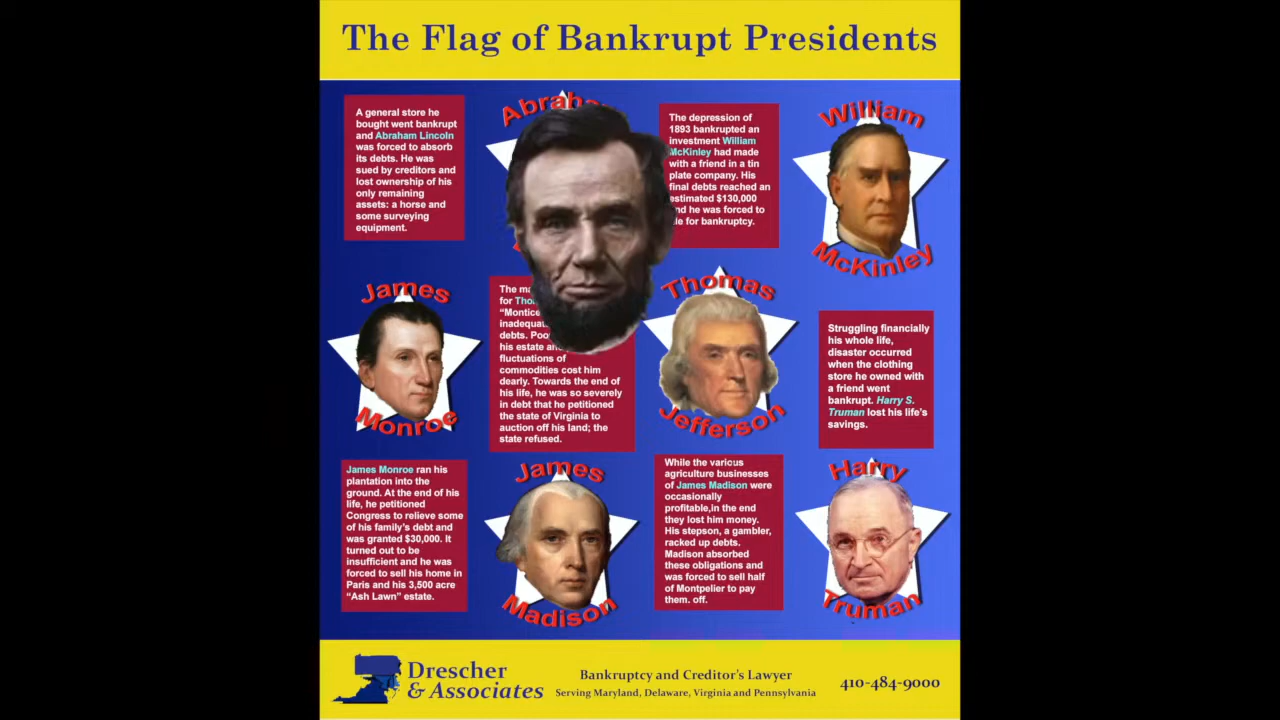 The Flag of Bankrupt Presidents
A general store he
bought went bankrupt
and Abraham Lincoln
was forced to absorb
its debts. He was
sued by creditors and
lost ownership of his
only remaining
assets: a horse and
some surveying
equipment.
The depression of
1893 bankrupted an
investment William
McKinley had made
with a friend in a tin
plate company. His
final debts reached an
estimated $130,000
and he was forced to
for bankruptcy.
William
McKinley
James
Monroe
The
for
inadequa
debts.
his estate
fluctuations of
commodities cost him
dearly. Towards the end of
his life, he was so severely
in debt that he petitioned
the state of Virginia to
auction off his land; the
state refused.
Thomas
Jefferson
Struggling financially
his whole life,
disaster occurred
when the clothing
store he owned with
a friend went
bankrupt. Harry S.
Truman lost his life's
savings.
James Monroe ran his
plantation into the
ground. At the end of his
life, he petitioned
Congress to relieve some
of his family's debt and
was granted $30,000. It
turned out to be
insufficient and he was
forced to sell his home in
Paris and his 3,500 acre
“Ash Lawn” estate.
James
Madison
While the various
agriculture businesses
of James Madison were
occasionally
profitable,in the end
they lost him money.
His stepson, a gambler,
racked up debts.
Madison absorbed
these obligations and
was forced to sell half
of Montpelier to pay
them. off.
Harry
Truman
Drescher
& Associates
Bankruptcy and Creditor's Lawyer
Serving Maryland, Delaware, Virginia and Pennsylvania
410-484-9000